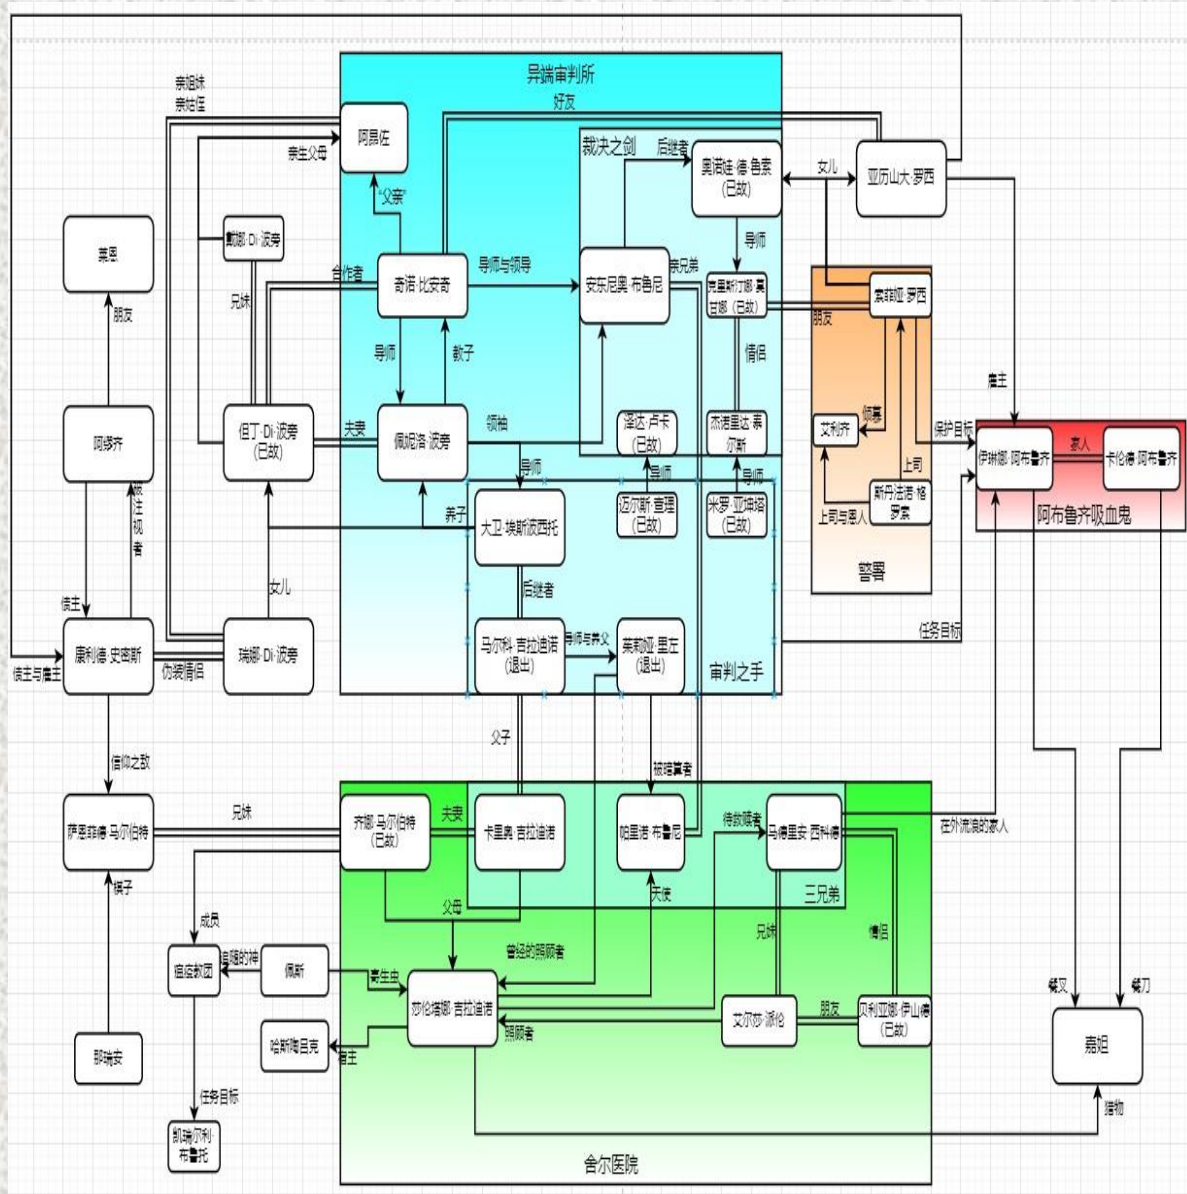 亲姐妹
亲姑侄
异端审判所
好友
阿昂佐
亲生父母
裁决之剑
后继者
奥诺娃·德·鲁索
(已故)
女儿
亚历山大·罗西
莱恩
戴娜·Di·波旁
“父亲”
导师
兄妹
合作者
奇诺·比安奇
导师与领导
安东尼奥·布鲁尼
亲兄弟
克里斯汀娜·莫
甘娜（已故）
索菲亚·罗西
朋友
朋友
导师
教子
情侣
雇主
阿缪齐
但丁·Di·波旁
(已故)
夫妻
佩妮洛·波旁
领袖
泽达·卢卡
(已故)
杰诺里达·泰
尔斯
艾利齐
倾慕
保护目标
伊琳娜·阿布鲁齐
家人
卡伦德·阿布鲁齐
导师
导师
导师
上司
被注视者
养子
大卫·埃斯波西托
迈尔斯·查理
(已故)
米罗·亚坤塔
(已故)
上司与恩人
斯丹法诺·格
罗索
阿布鲁齐吸血鬼
警署
债主
女儿
后继者
任务目标
债主与雇主
康利德·史密斯
伪装情侣
瑞娜·Di·波旁
马尔科·吉拉迪诺
(退出)
导师与养父
茱莉亚·里左
(退出)
审判之手
父子
信仰之敌
被暗算者
萨恩菲德·马尔伯特
兄妹
齐娜·马尔伯特
(已故)
夫妻
卡里奥·吉拉迪诺
帕里诺·布鲁尼
待救赎者
马德里安·西科德
在外流浪的家人
棋子
三兄弟
成员
父母
天使
兄妹
情侣
曾经的照顾者
瘟疫教团
追随的神
佩斯
寄生虫
莎伦塔娜·吉拉迪诺
照顾者
艾尔莎·派伦
朋友
贝利亚娜·伊山德
(已故)
餐叉
餐刀
那瑞安
哈斯陶吕克
宿主
嘉妲
任务目标
猎物
凯瑞尔利·
布鲁托
舍尔医院